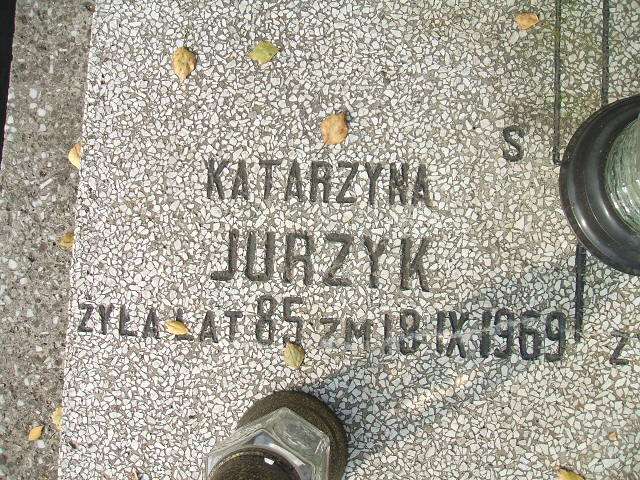 KATARZYNA
JURZYK
ŻYŁA LAT 85 ZM 18 IX 1969
S
Z